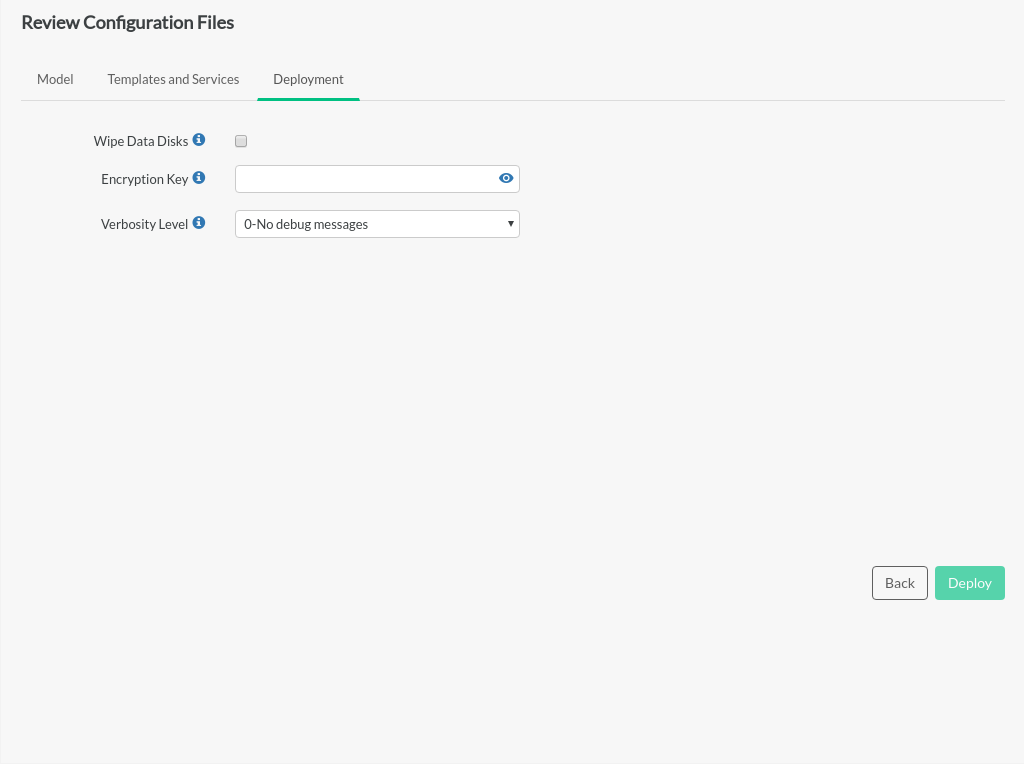 Review Configuration Files
Model Templates and Services Deployment
Wipe Data Disks
Encryption Key
Verbosity Level 0-No debug messages
Back Deploy